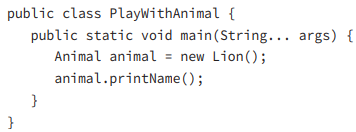 public class PlayWithAnimal {
   public static void main(String... args) {
      Animal animal = new Lion();
      animal.printName();
   }
}